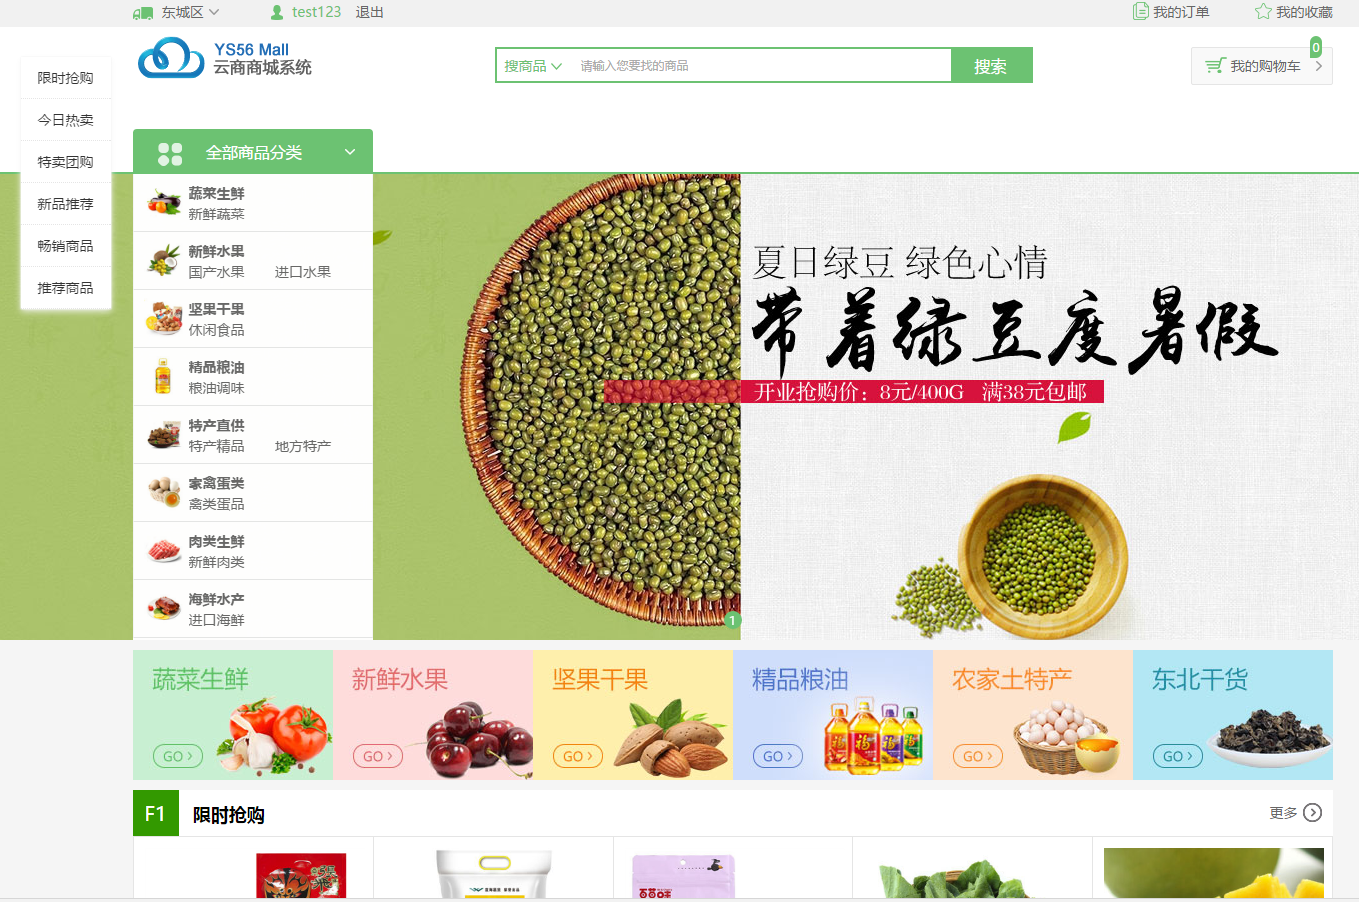 东城区
test123 退出
我的订单
我的收藏
YS56 Mall
云商商城系统
搜商品
请输入您要找的商品
搜索
0
我的购物车
限时抢购
今日热卖
特卖团购
新品推荐
畅销商品
推荐商品
全部商品分类
蔬菜生鲜
新鲜蔬菜
新鲜水果
国产水果 进口水果
坚果干果
休闲食品
精品粮油
粮油调味
特产直供
特产精品 地方特产
家禽蛋类
禽类蛋品
肉类生鲜
新鲜肉类
海鲜水产
进口海鲜
夏日绿豆 绿色心情
带着绿豆度暑假
开业抢购价：8元/400G 满38元包邮
1
蔬菜生鲜
GO
新鲜水果
GO
坚果干果
GO
精品粮油
GO
农家土特产
GO
东北干货
GO
F1 限时抢购
更多
百草味